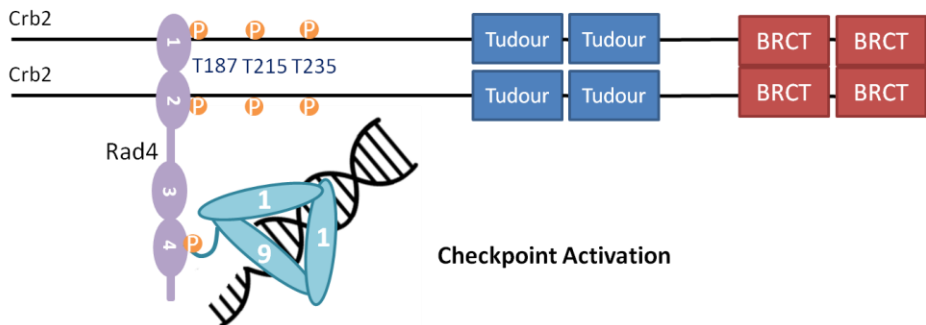 Crb2
1
P P P
Tudour Tudour
BRCT BRCT
T187 T215 T235
Crb2
2
P P P
Tudour Tudour
BRCT BRCT
Rad4
3
4
P
1
9
1
Checkpoint Activation